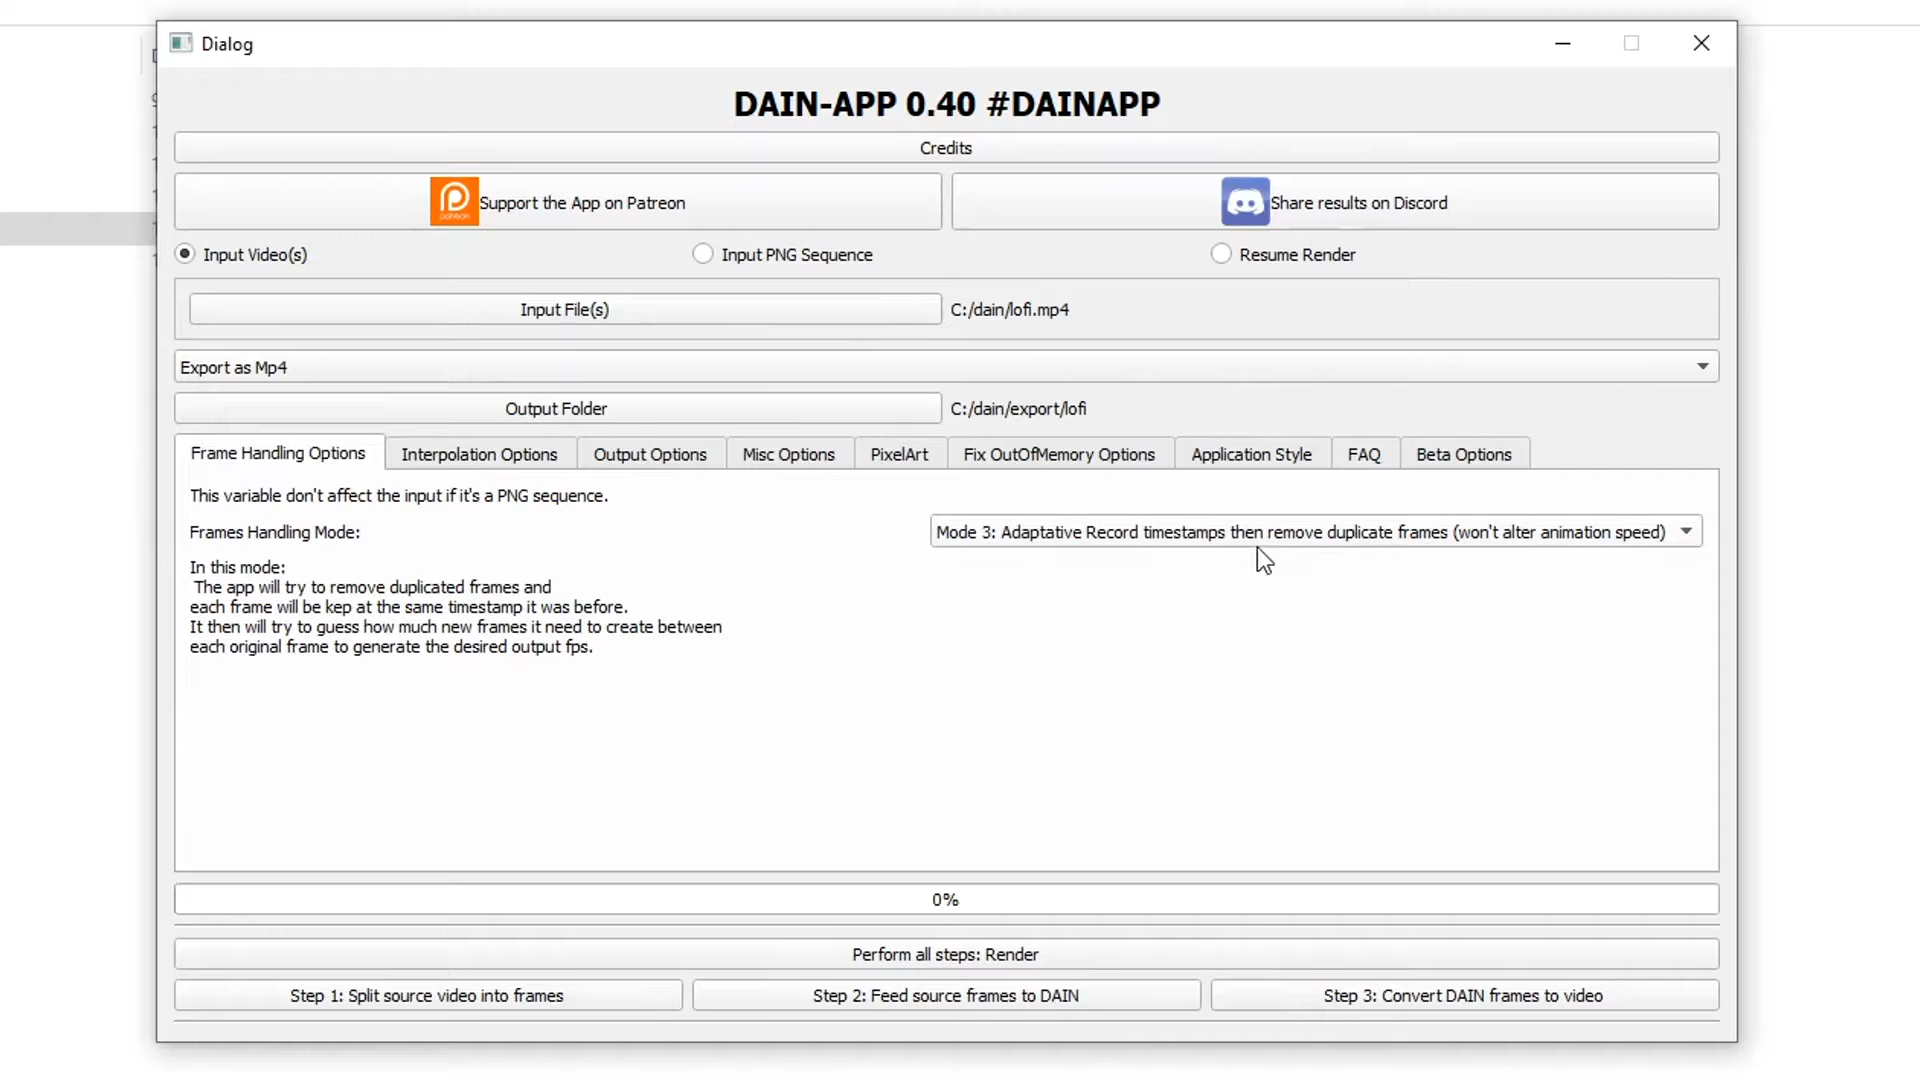 Dialog
DAIN-APP 0.40 #DAINAPP
Credits
Support the App on Patreon
Share results on Discord
Input Video(s)
Input PNG Sequence
Resume Render
Input File(s)
C:/dain/lofi.mp4
Export as Mp4
Output Folder
C:/dain/export/lofi
Frame Handling Options
Interpolation Options
Output Options
Misc Options
PixelArt
Fix OutOfMemory Options
Application Style
FAQ
Beta Options
This variable don't affect the input if it's a PNG sequence.
Frames Handling Mode:
Mode 3: Adaptative Record timestamps then remove duplicate frames (won't alter animation speed)
In this mode:
The app will try to remove duplicated frames and
each frame will be kep at the same timestamp it was before.
It then will try to guess how much new frames it need to create between
each original frame to generate the desired output fps.
0%
Perform all steps: Render
Step 1: Split source video into frames
Step 2: Feed source frames to DAIN
Step 3: Convert DAIN frames to video